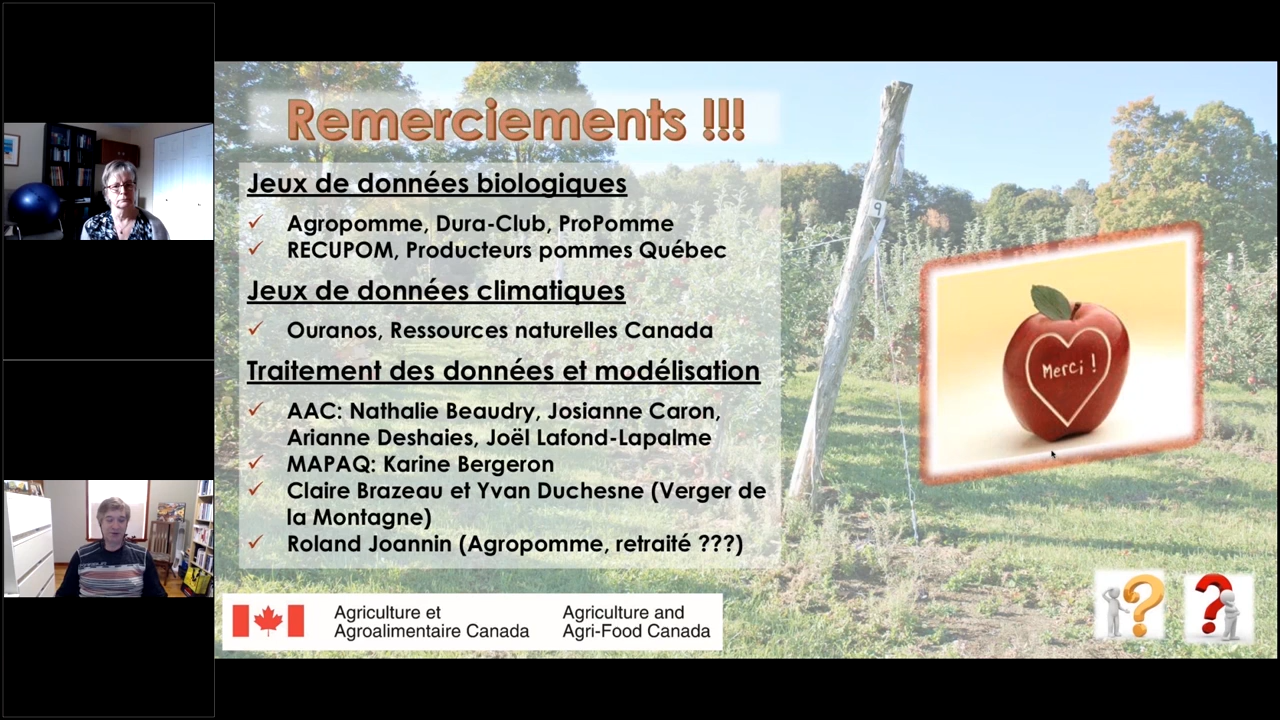 Remerciements !!!
Jeux de données biologiques
✓ Agropomme, Dura-Club, ProPomme
✓ RECUPOM, Producteurs pommes Québec
Jeux de données climatiques
✓ Ouranos, Ressources naturelles Canada
Traitement des données et modélisation
✓ AAC: Nathalie Beaudry, Josianne Caron,
Arianne Deshaies, Joël Lafond-Lapalme
✓ MAPAQ: Karine Bergeron
✓ Claire Brazeau et Yvan Duchesne (Verger de
la Montagne)
✓ Roland Joannin (Agropomme, retraité ???)
9
Merci !
Agriculture et
Agroalimentaire Canada
Agriculture and
Agri-Food Canada
? ?